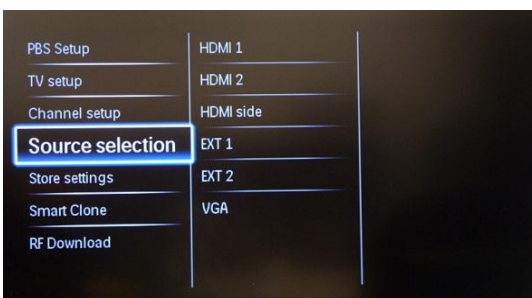 PBS Setup
TV setup
Channel setup
Source selection
Store settings
Smart Clone
RF Download
HDMI 1
HDMI 2
HDMI side
EXT 1
EXT 2
VGA